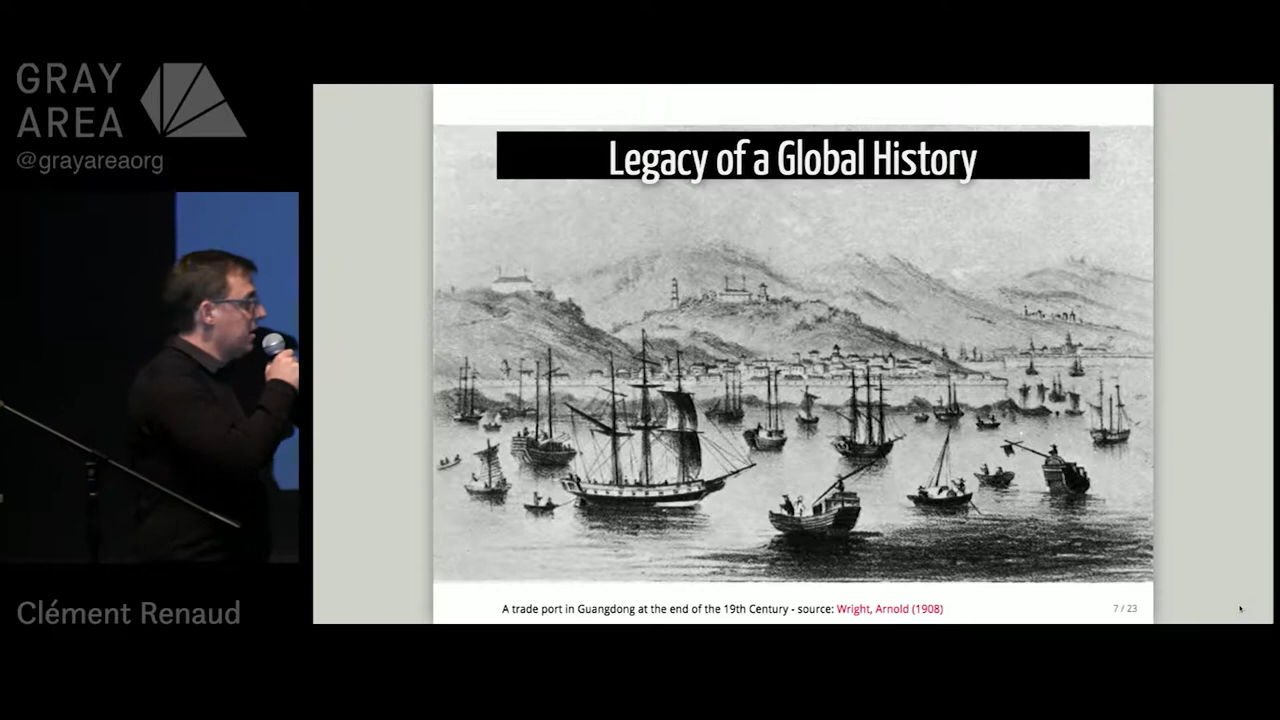 GRAY
AREA
@grayareaorg
Legacy of a Global History
A trade port in Guangdong at the end of the 19th Century - source: Wright, Arnold (1908)
7 / 23
Clément Renaud